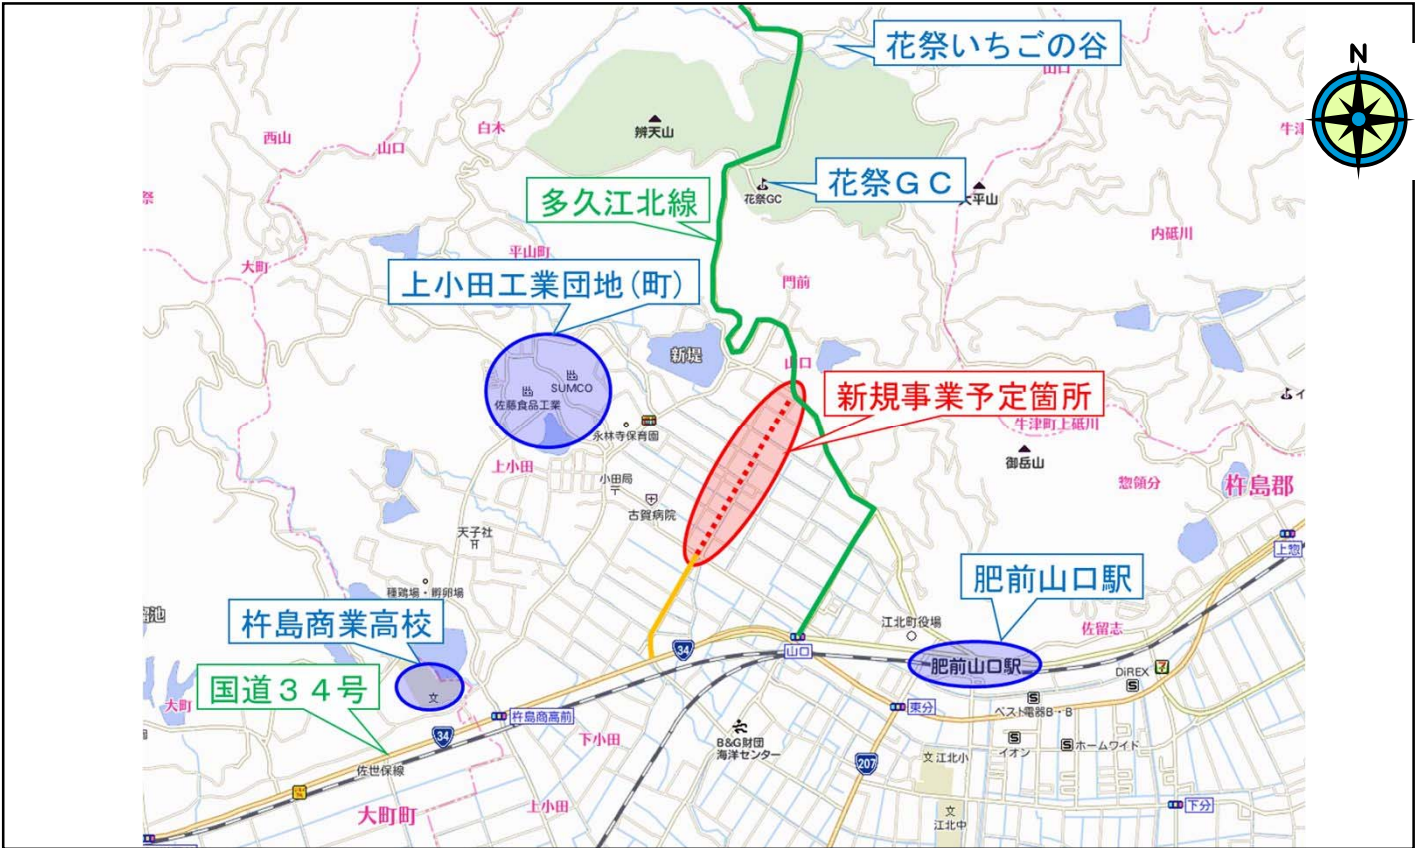 N
花祭いちごの谷
山口
牛津
西山
山口
白木
辨天山
花祭GC
花祭ＧＣ
大平山
多久江北線
祭
内砥川
平山町
大町
上小田工業団地(町)
門前
新堤
山口
SUMCO
佐藤食品工業
新規事業予定箇所
イ
牛津町上砥川
永林寺保育園
御岳山
上小田
小田局
惣領分
杵島郡
古賀病院
天子社
上惣
肥前山口駅
種鶏場・孵卵場
杵島商業高校
江北町役場
佐留志
34
山口
肥前山口駅
DiREX
国道３４号
文
大町
ベスト電器B・B
杵島商高前
東分
34
下小田
B&G財団
海洋センター
イオン
ホームワイド
佐世保線
207
文江北小
大町町
上小田
下分
文
江北中